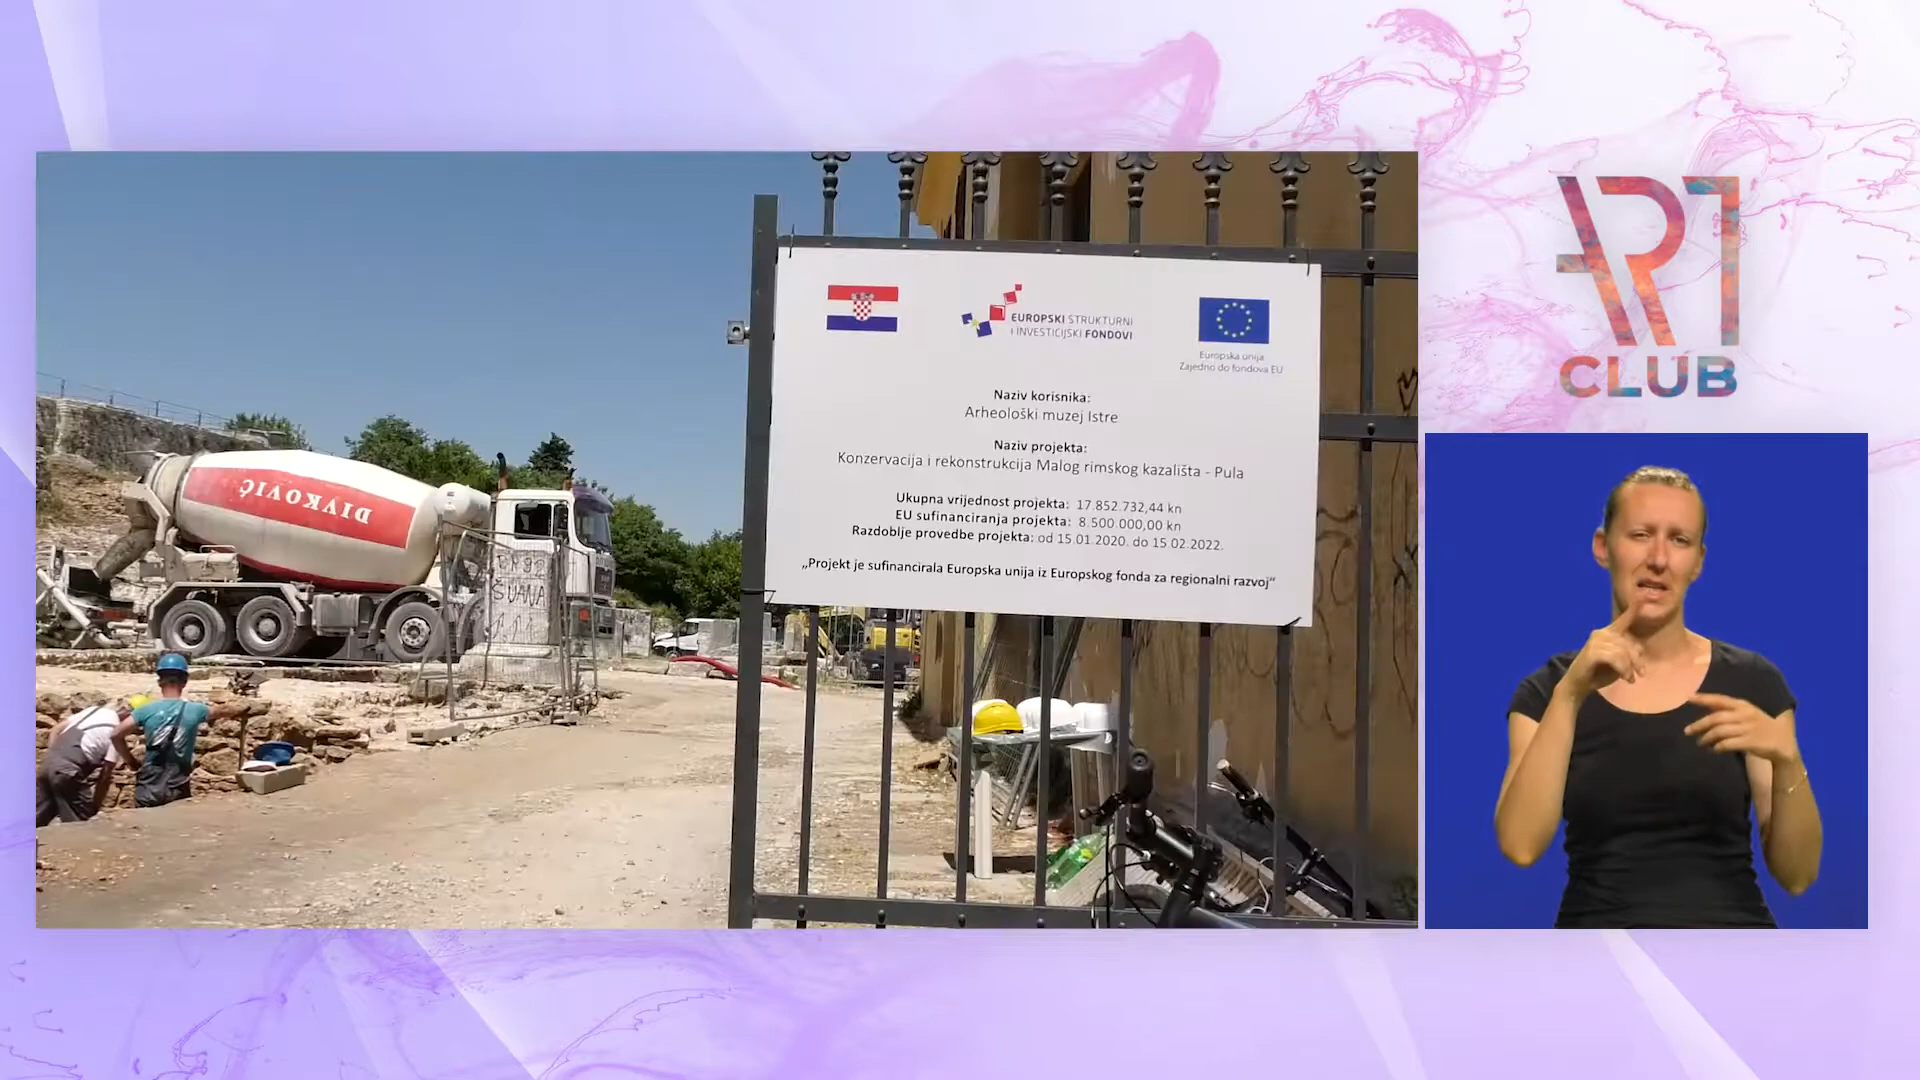 ART
CLUB
DIVKOVIĆ
EUROPSKI STRUKTURNI
I INVESTICIJSKI FONDOVI
Europska unija
Zajedno do fondova EU
Naziv korisnika:
Arheološki muzej Istre
Naziv projekta:
Konzervacija i rekonstrukcija Malog rimskog kazališta - Pula
Ukupna vrijednost projekta: 17.852.732,44 kn
EU sufinanciranja projekta: 8.500.000,00 kn
Razdoblje provedbe projekta: od 15.01.2020. do 15.02.2022.
„Projekt je sufinancirala Europska unija iz Europskog fonda za regionalni razvoj“